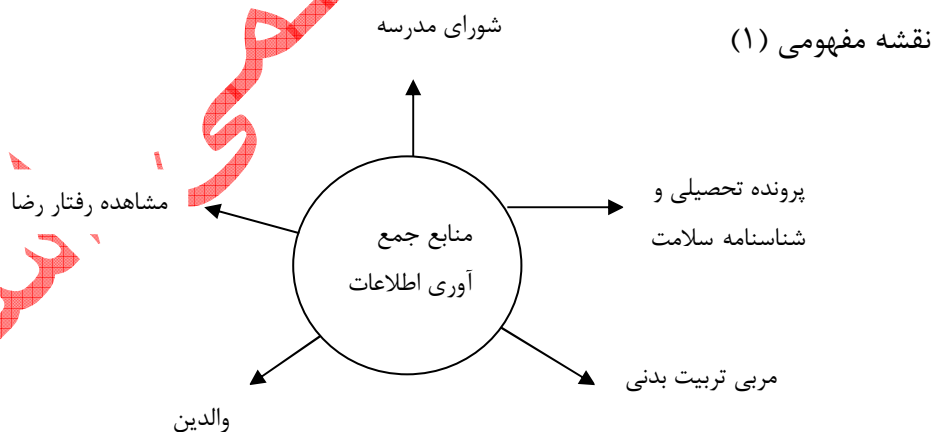 نقشه مفهومی (۱)
شورای مدرسه
پرونده تحصیلی و
شناسنامه سلامت
مشاهده رفتار رضا
منابع جمع
آوری اطلاعات
مربی تربیت بدنی
والدین